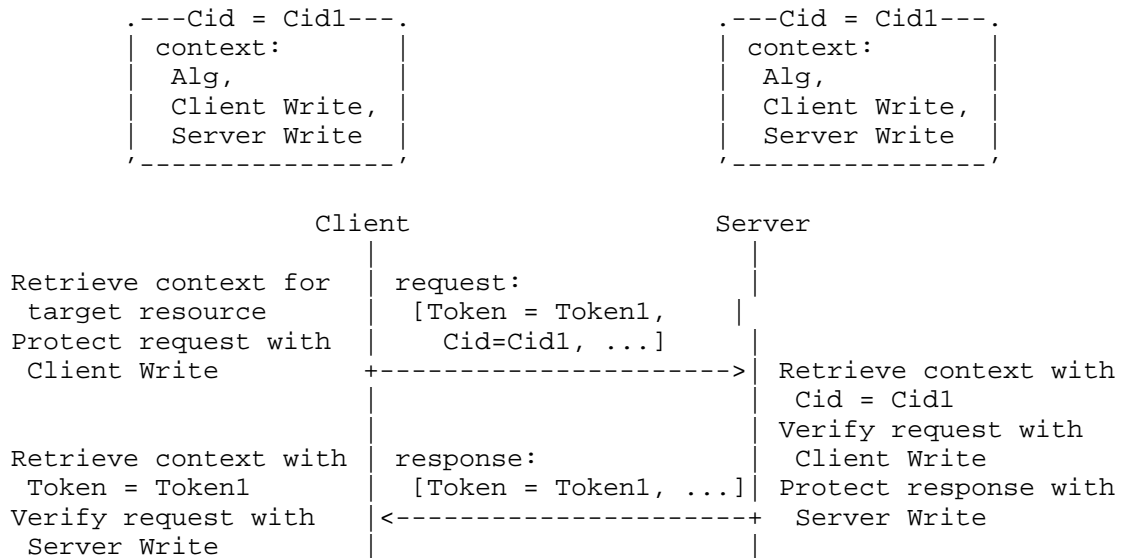 .---Cid = Cid1---.                    .---Cid = Cid1---.
| context:       |                    | context:       |
|  Alg,          |                    |  Alg,          |
|  Client Write, |                    |  Client Write, |
|  Server Write  |                    |  Server Write  |
'----------------'                    '----------------'
Client                   Server
|                       |
Retrieve context for  | request:              |
target resource      |  [Token = Token1,    |
Protect request with  |    Cid=Cid1, ...]     |
Client Write         +---------------------->| Retrieve context with
|                       |  Cid = Cid1
|                       | Verify request with
Retrieve context with | response:             |  Client Write
Token = Token1       |  [Token = Token1, ...]| Protect response with
Verify request with   |<----------------------+  Server Write
Server Write         |                       |